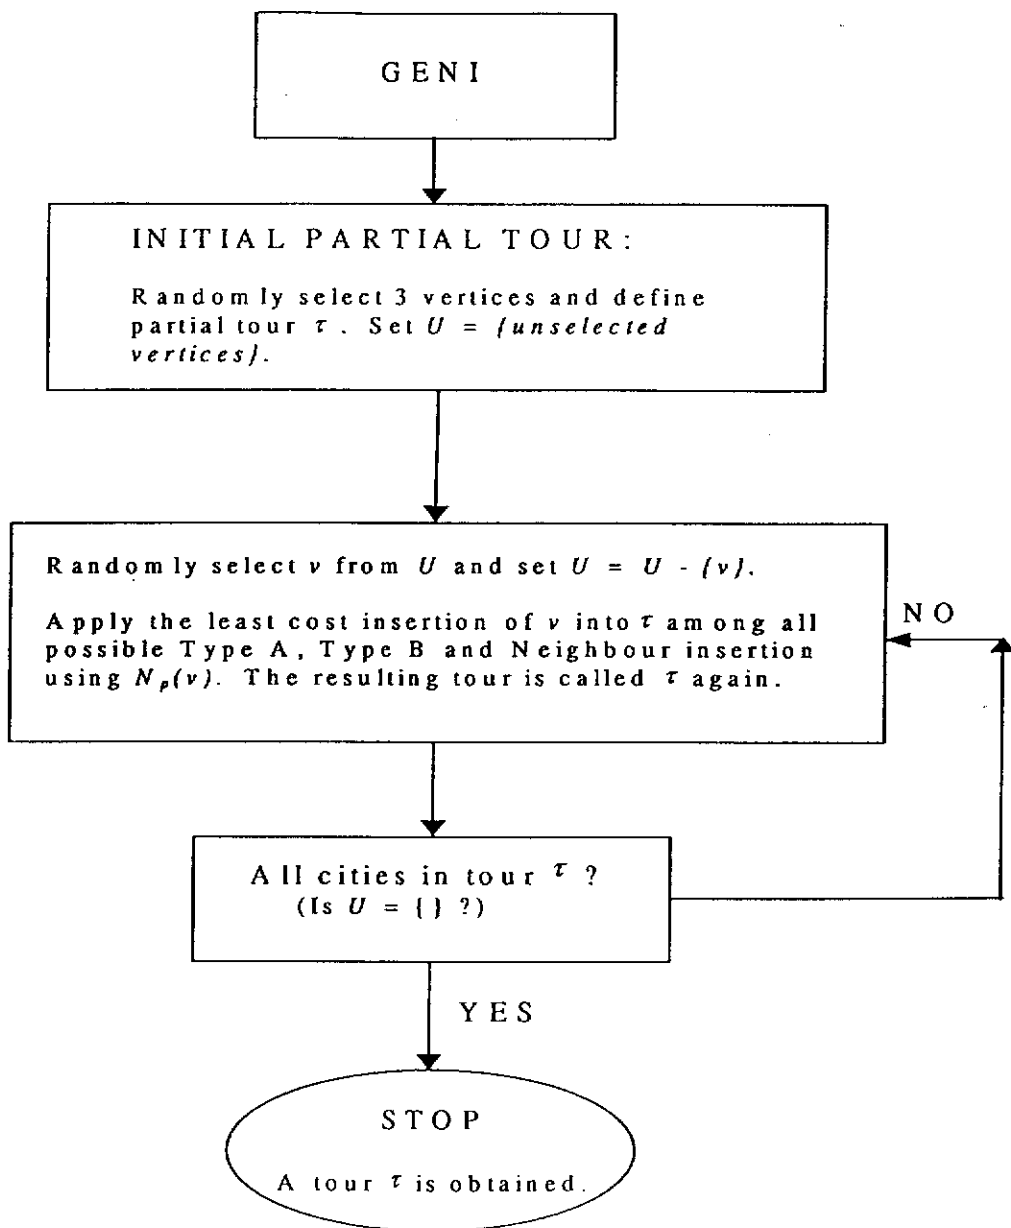 GENI
INITIAL PARTIAL TOUR:
Randomly select 3 vertices and define
partial tour τ. Set U = {unselected
vertices}.
Randomly select v from U and set U = U - {v}.
Apply the least cost insertion of v into τ among all
possible Type A, Type B and Neighbour insertion
using Nₚ(v). The resulting tour is called τ again.
NO
All cities in tour τ ?
(Is U = { } ?)
YES
STOP
A tour τ is obtained.